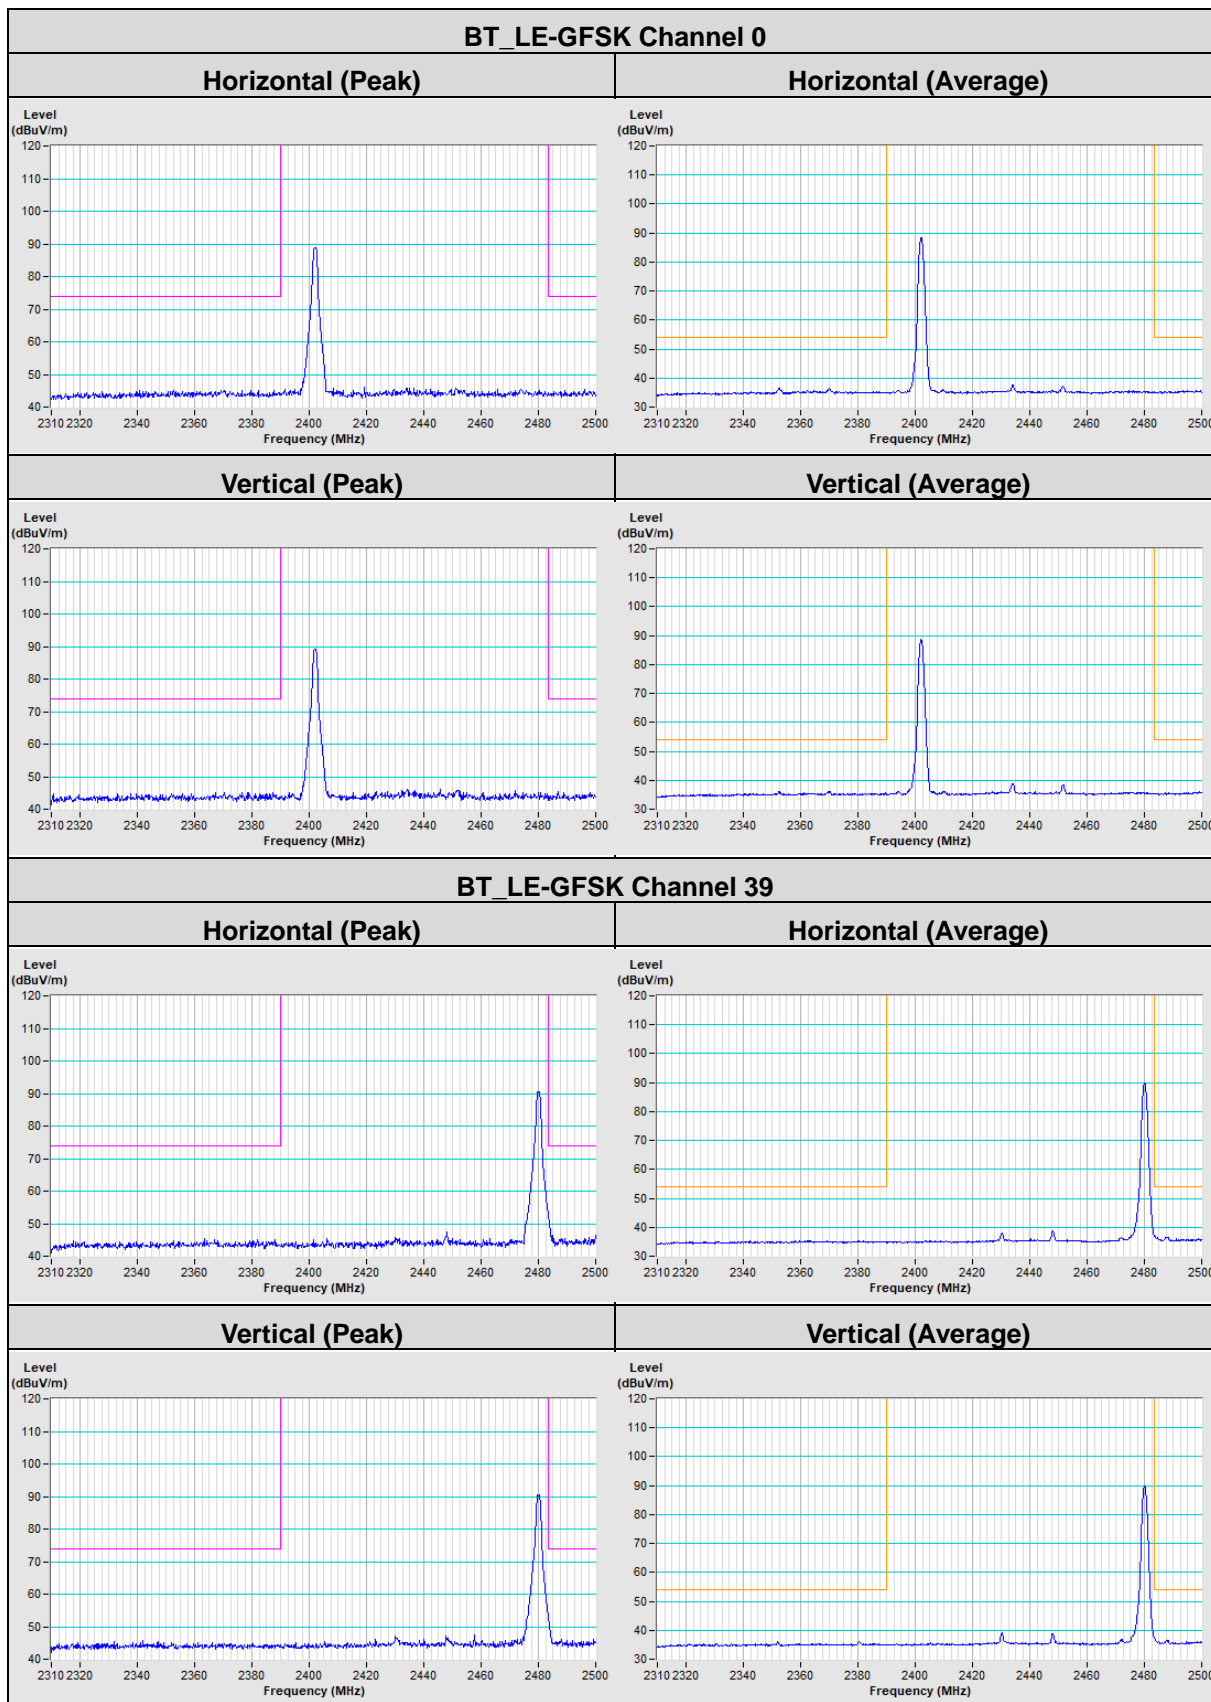 BT_LE-GFSK Channel 0
Horizontal (Peak) Horizontal (Average)
Level Level
(dBuV/m) (dBuV/m)
120 120
110 110
100 100
90 90
80 80
70 70
60 60
50 50
40 40
30
2310 2320 2340 2360 2380 2400 2420 2440 2460 2480 2500 2310 2320 2340 2360 2380 2400 2420 2440 2460 2480 2500
Frequency (MHz) Frequency (MHz)
Vertical (Peak) Vertical (Average)
Level Level
(dBuV/m) (dBuV/m)
120 120
110 110
100 100
90 90
80 80
70 70
60 60
50 50
40 40
30
2310 2320 2340 2360 2380 2400 2420 2440 2460 2480 2500 2310 2320 2340 2360 2380 2400 2420 2440 2460 2480 2500
Frequency (MHz) Frequency (MHz)
BT_LE-GFSK Channel 39
Horizontal (Peak) Horizontal (Average)
Level Level
(dBuV/m) (dBuV/m)
120 120
110 110
100 100
90 90
80 80
70 70
60 60
50 50
40 40
30
2310 2320 2340 2360 2380 2400 2420 2440 2460 2480 2500 2310 2320 2340 2360 2380 2400 2420 2440 2460 2480 2500
Frequency (MHz) Frequency (MHz)
Vertical (Peak) Vertical (Average)
Level Level
(dBuV/m) (dBuV/m)
120 120
110 110
100 100
90 90
80 80
70 70
60 60
50 50
40 40
30
2310 2320 2340 2360 2380 2400 2420 2440 2460 2480 2500 2310 2320 2340 2360 2380 2400 2420 2440 2460 2480 2500
Frequency (MHz) Frequency (MHz)